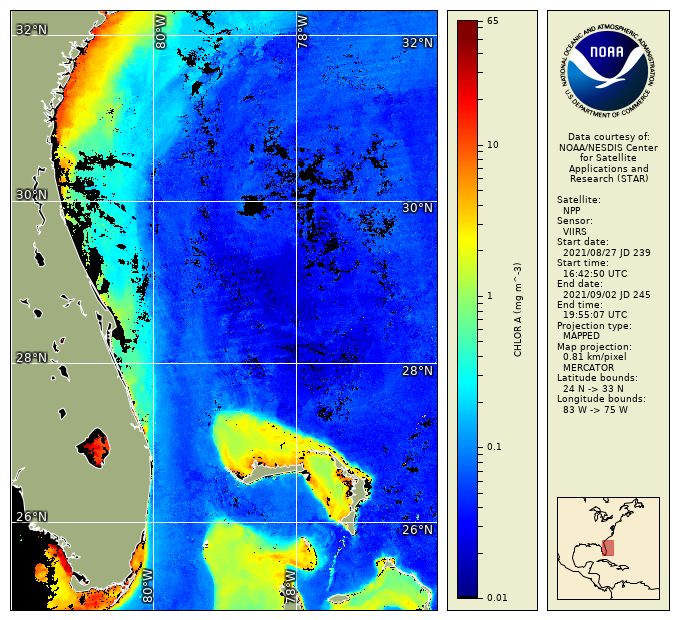 32°N
80°W
78°W
32°N
30°N
30°N
28°N
28°N
26°N
26°N
80°W
78°W
65
10
1
0.1
0.01
CHLOR A (mg m^-3)
NATIONAL OCEANIC AND ATMOSPHERIC ADMINISTRATION
NOAA
U.S. DEPARTMENT OF COMMERCE
Data courtesy of:
NOAA/NESDIS Center
for Satellite
Applications and
Research (STAR)
Satellite:
NPP
Sensor:
VIIRS
Start date:
2021/08/27 JD 239
Start time:
16:42:50 UTC
End date:
2021/09/02 JD 245
End time:
19:55:07 UTC
Projection type:
MAPPED
Map projection:
0.81 km/pixel
MERCATOR
Latitude bounds:
24 N -> 33 N
Longitude bounds:
83 W -> 75 W